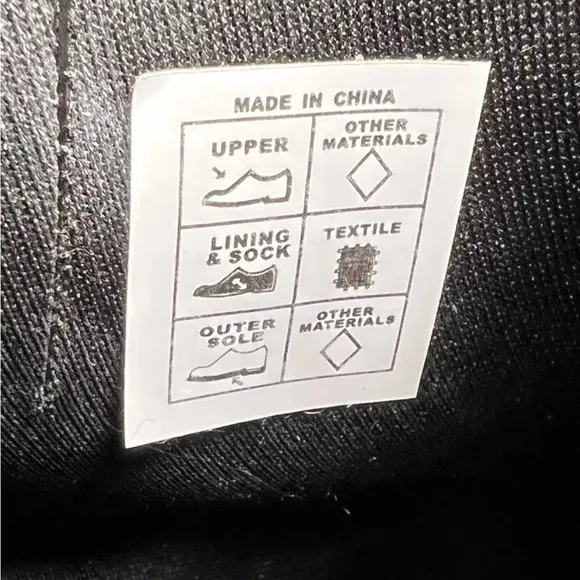 MADE IN CHINA
UPPER
OTHER
MATERIALS
LINING
& SOCK
TEXTILE
OUTER
SOLE
OTHER
MATERIALS